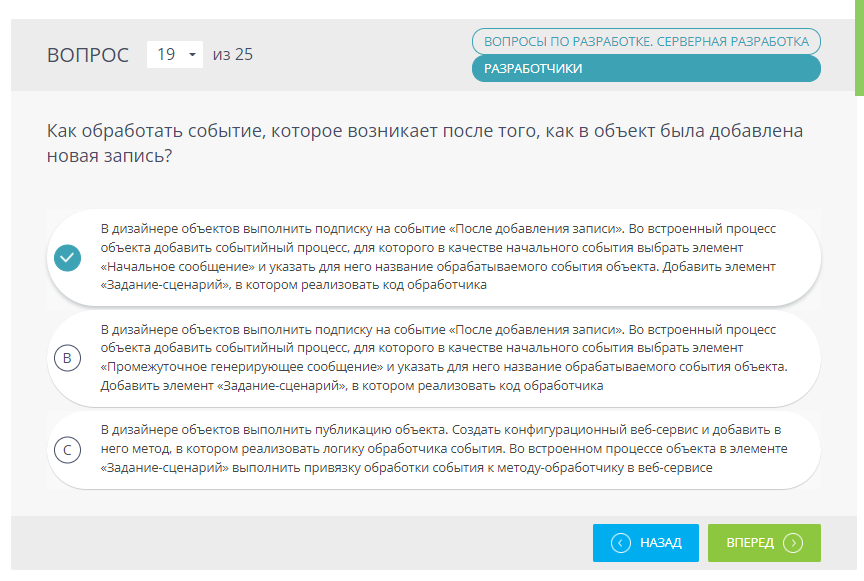 ВОПРОС 19 из 25
ВОПРОСЫ ПО РАЗРАБОТКЕ. СЕРВЕРНАЯ РАЗРАБОТКА
РАЗРАБОТЧИКИ
Как обработать событие, которое возникает после того, как в объект была добавлена
новая запись?
В дизайнере объектов выполнить подписку на событие «После добавления записи». Во встроенный процесс
объекта добавить событийный процесс, для которого в качестве начального события выбрать элемент
«Начальное сообщение» и указать для него название обрабатываемого события объекта. Добавить элемент
«Задание-сценарий», в котором реализовать код обработчика
B
В дизайнере объектов выполнить подписку на событие «После добавления записи». Во встроенный процесс
объекта добавить событийный процесс, для которого в качестве начального события выбрать элемент
«Промежуточное генерирующее сообщение» и указать для него название обрабатываемого события объекта.
Добавить элемент «Задание-сценарий», в котором реализовать код обработчика
C
В дизайнере объектов выполнить публикацию объекта. Создать конфигурационный веб-сервис и добавить в
него метод, в котором реализовать логику обработчика события. Во встроенном процессе объекта в элементе
«Задание-сценарий» выполнить привязку обработки события к методу-обработчику в веб-сервисе
НАЗАД
ВПЕРЕД